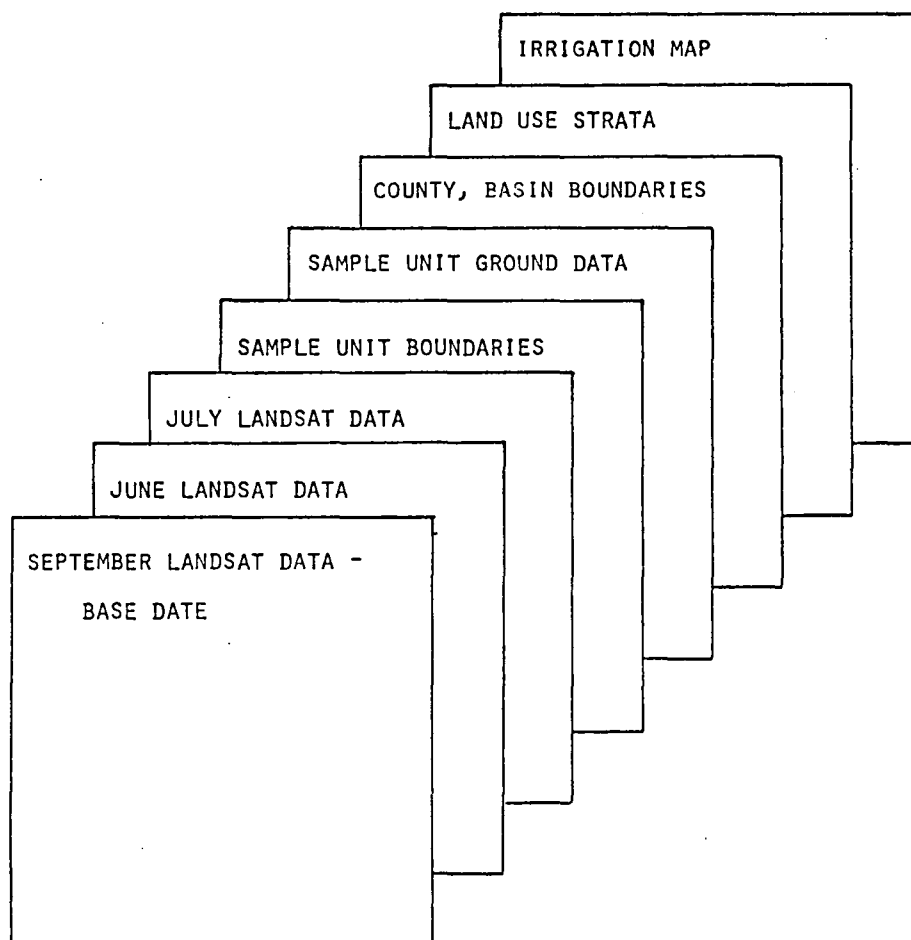 IRRIGATION MAP
LAND USE STRATA
COUNTY, BASIN BOUNDARIES
SAMPLE UNIT GROUND DATA
SAMPLE UNIT BOUNDARIES
JULY LANDSAT DATA
JUNE LANDSAT DATA
SEPTEMBER LANDSAT DATA -
BASE DATE